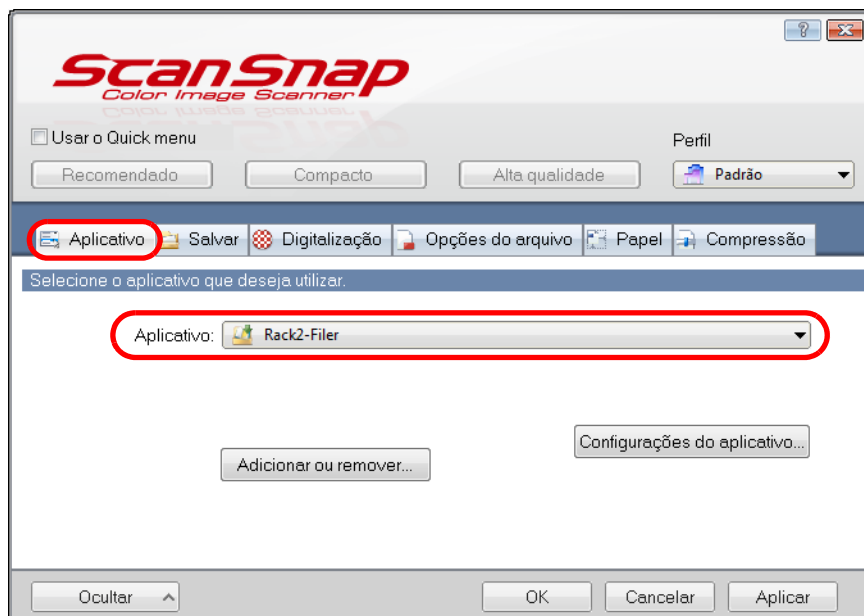 ScanSnap
Color Image Scanner
Usar o Quick menu
Perfil
Recomendado Compacto Alta qualidade Padrão
Aplicativo Salvar Digitalização Opções do arquivo Papel Compressão
Selecione o aplicativo que deseja utilizar.
Aplicativo: Rack2-Filer
Configurações do aplicativo...
Adicionar ou remover...
Ocultar OK Cancelar Aplicar